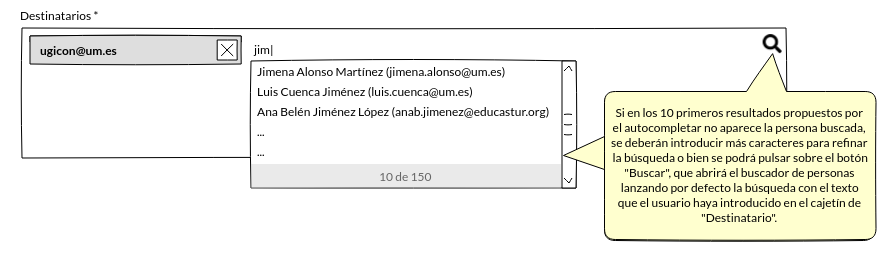 Destinatarios *
ugicon@um.es
jim|
Jimena Alonso Martínez (jimena.alonso@um.es)
Luis Cuenca Jiménez (luis.cuenca@um.es)
Ana Belén Jiménez López (anab.jimenez@educastur.org)
...
...
10 de 150
Si en los 10 primeros resultados propuestos por
el autocompletar no aparece la persona buscada,
se deberán introducir más caracteres para refinar
la búsqueda o bien se podrá pulsar sobre el botón
"Buscar", que abrirá el buscador de personas
lanzando por defecto la búsqueda con el texto
que el usuario haya introducido en el cajetín de
"Destinatario".